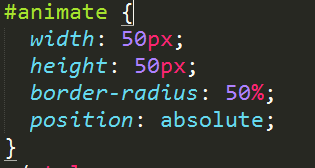 #animate {
  width: 50px;
  height: 50px;
  border-radius: 50%;
  position: absolute;
}